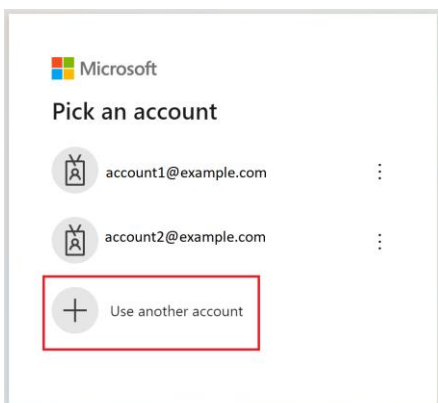 Microsoft
Pick an account
account1@example.com
account2@example.com
Use another account